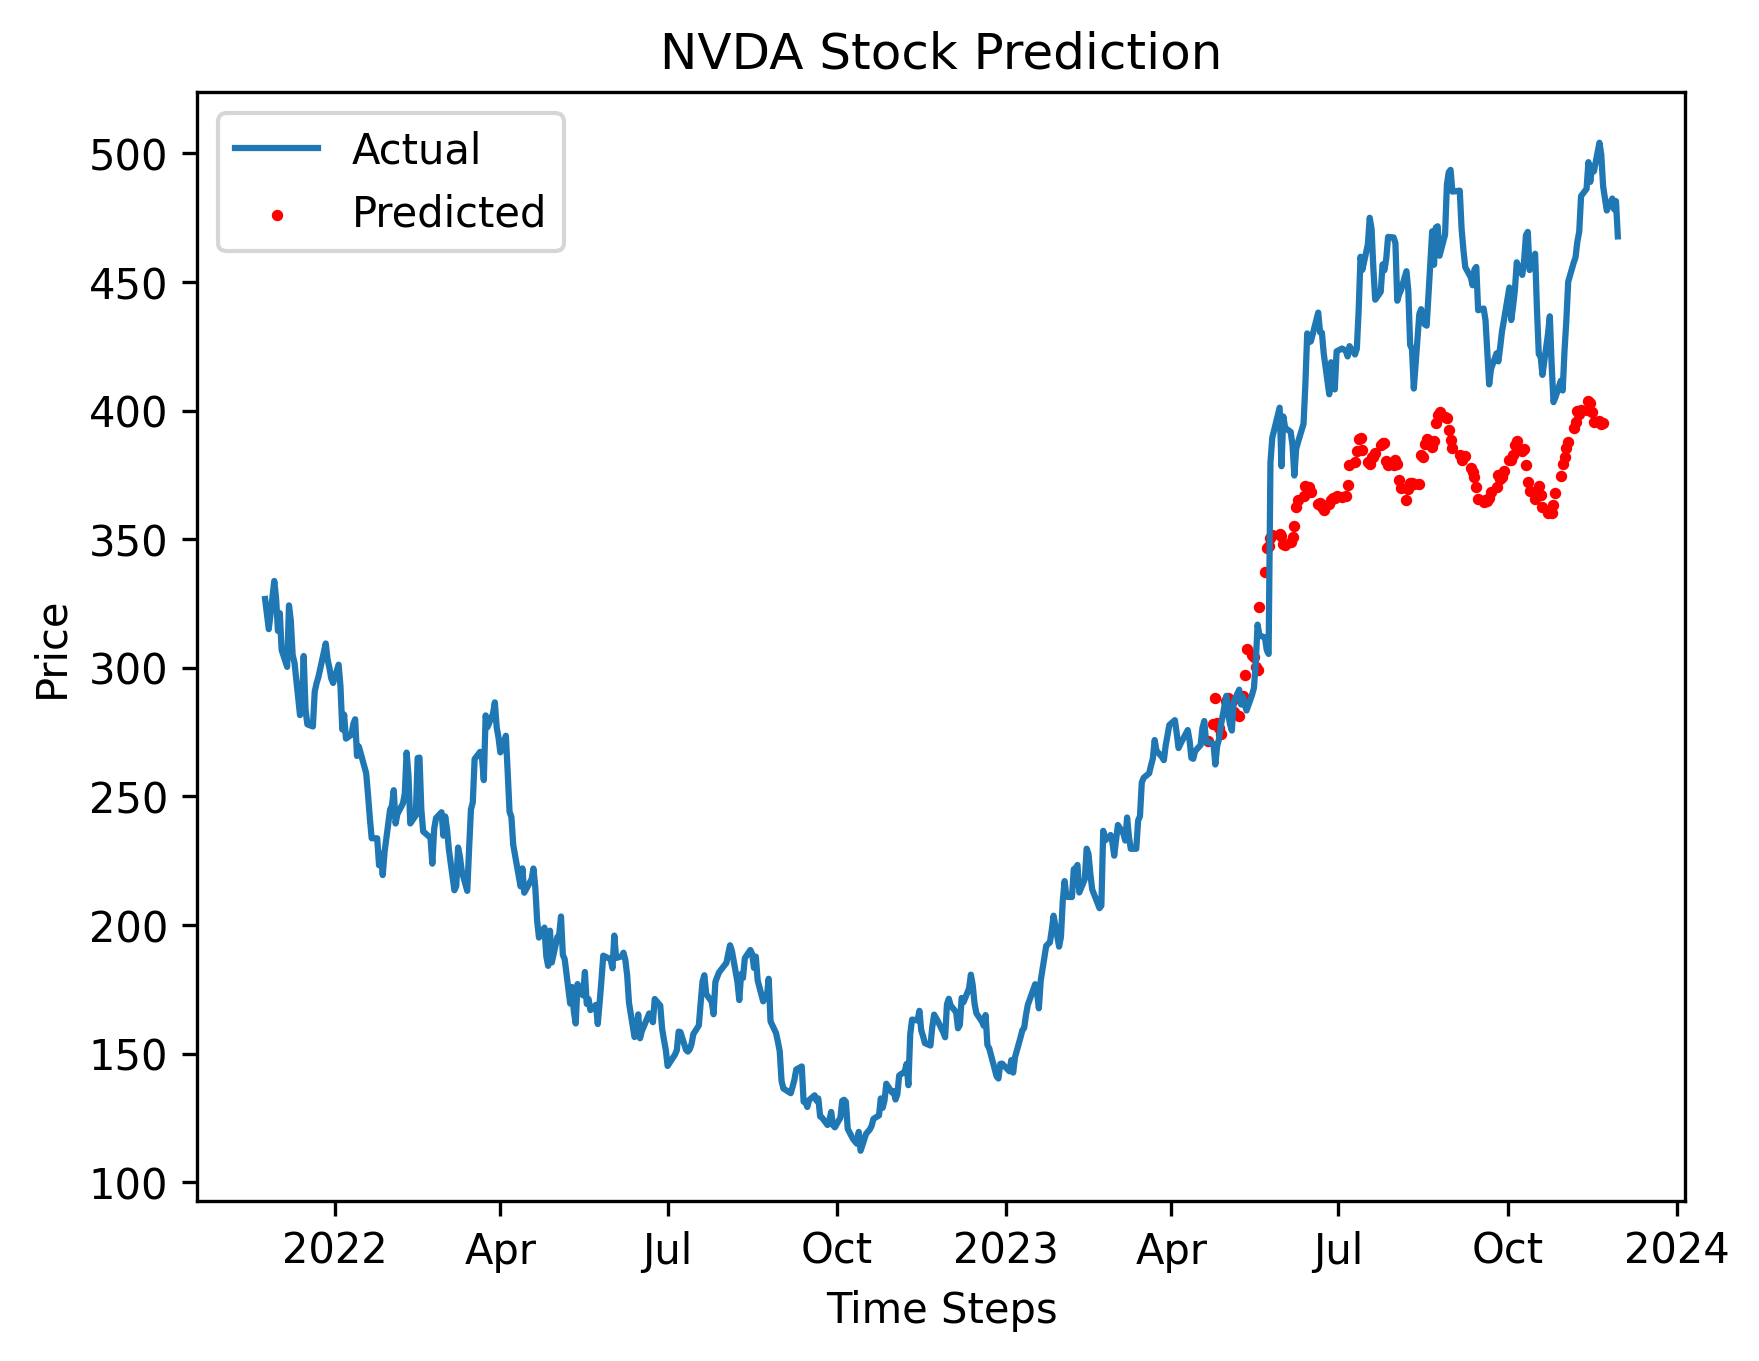 NVDA Stock Prediction
Actual
Predicted
500
450
400
350
300
250
200
150
100
Price
2022 Apr Jul Oct 2023 Apr Jul Oct 2024
Time Steps